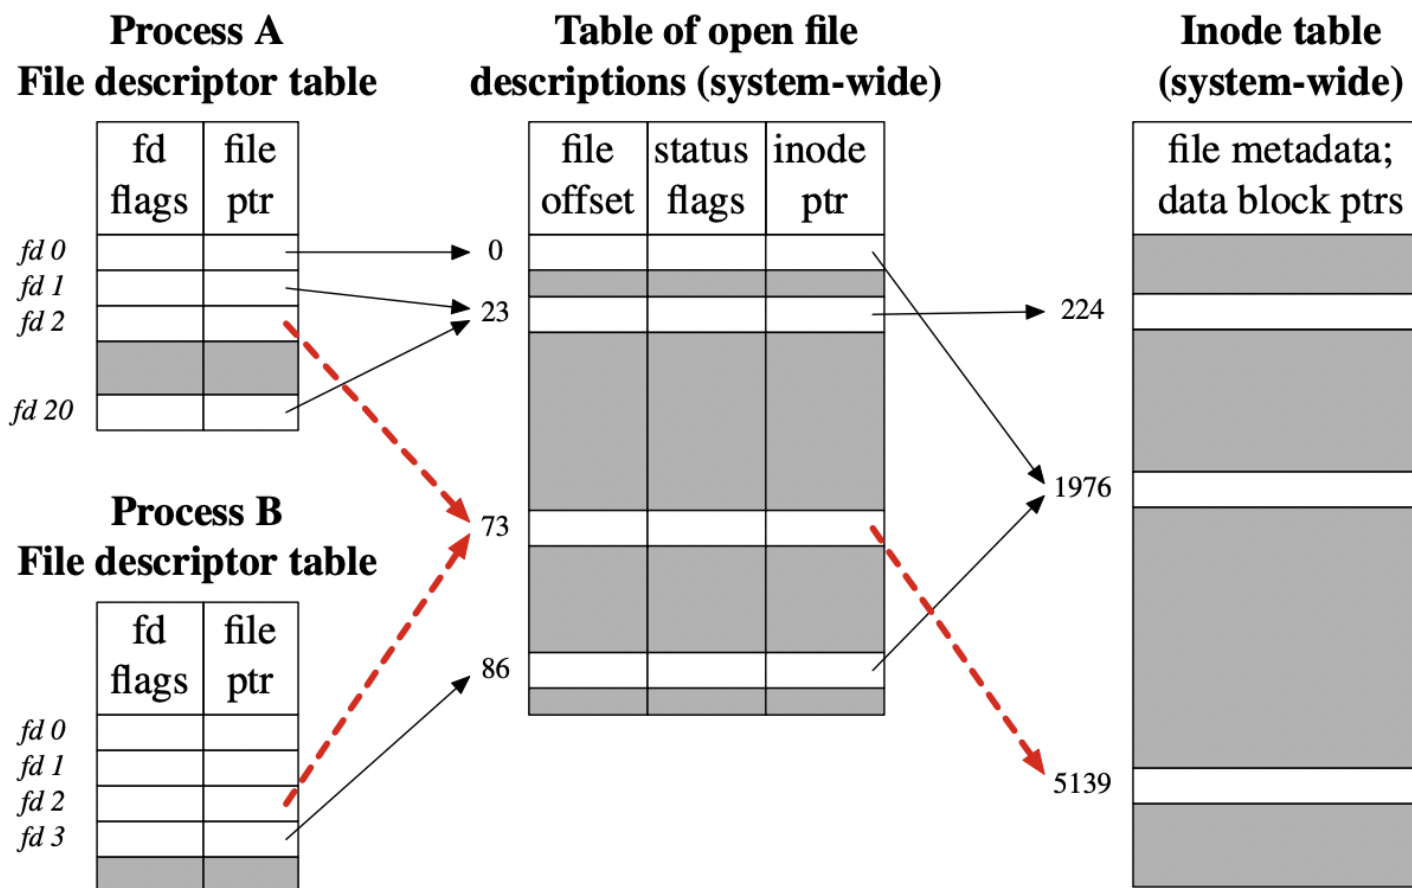 Process A
File descriptor table
fd
flags
file
ptr
fd 0
fd 1
fd 2
fd 20
Process B
File descriptor table
fd
flags
file
ptr
fd 0
fd 1
fd 2
fd 3
Table of open file
descriptions (system-wide)
file
offset
status
flags
inode
ptr
0
23
73
86
Inode table
(system-wide)
file metadata;
data block ptrs
224
1976
5139